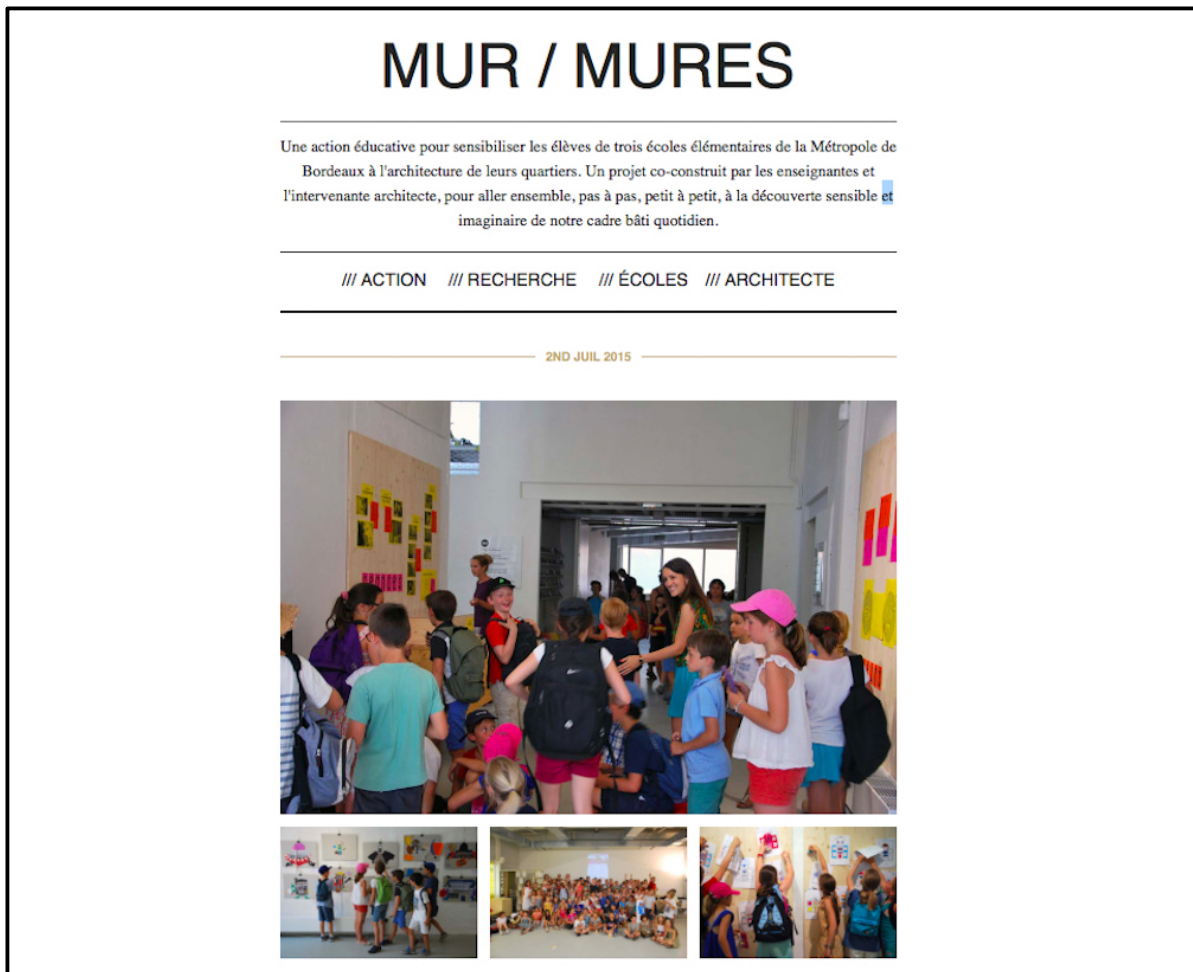 MUR / MURES
Une action éducative pour sensibiliser les élèves de trois écoles élémentaires de la Métropole de
Bordeaux à l'architecture de leurs quartiers. Un projet co-construit par les enseignantes et
l'intervenante architecte, pour aller ensemble, pas à pas, petit à petit, à la découverte sensible et
imaginaire de notre cadre bâti quotidien.
/// ACTION /// RECHERCHE /// ÉCOLES /// ARCHITECTE
2ND JUIL 2015